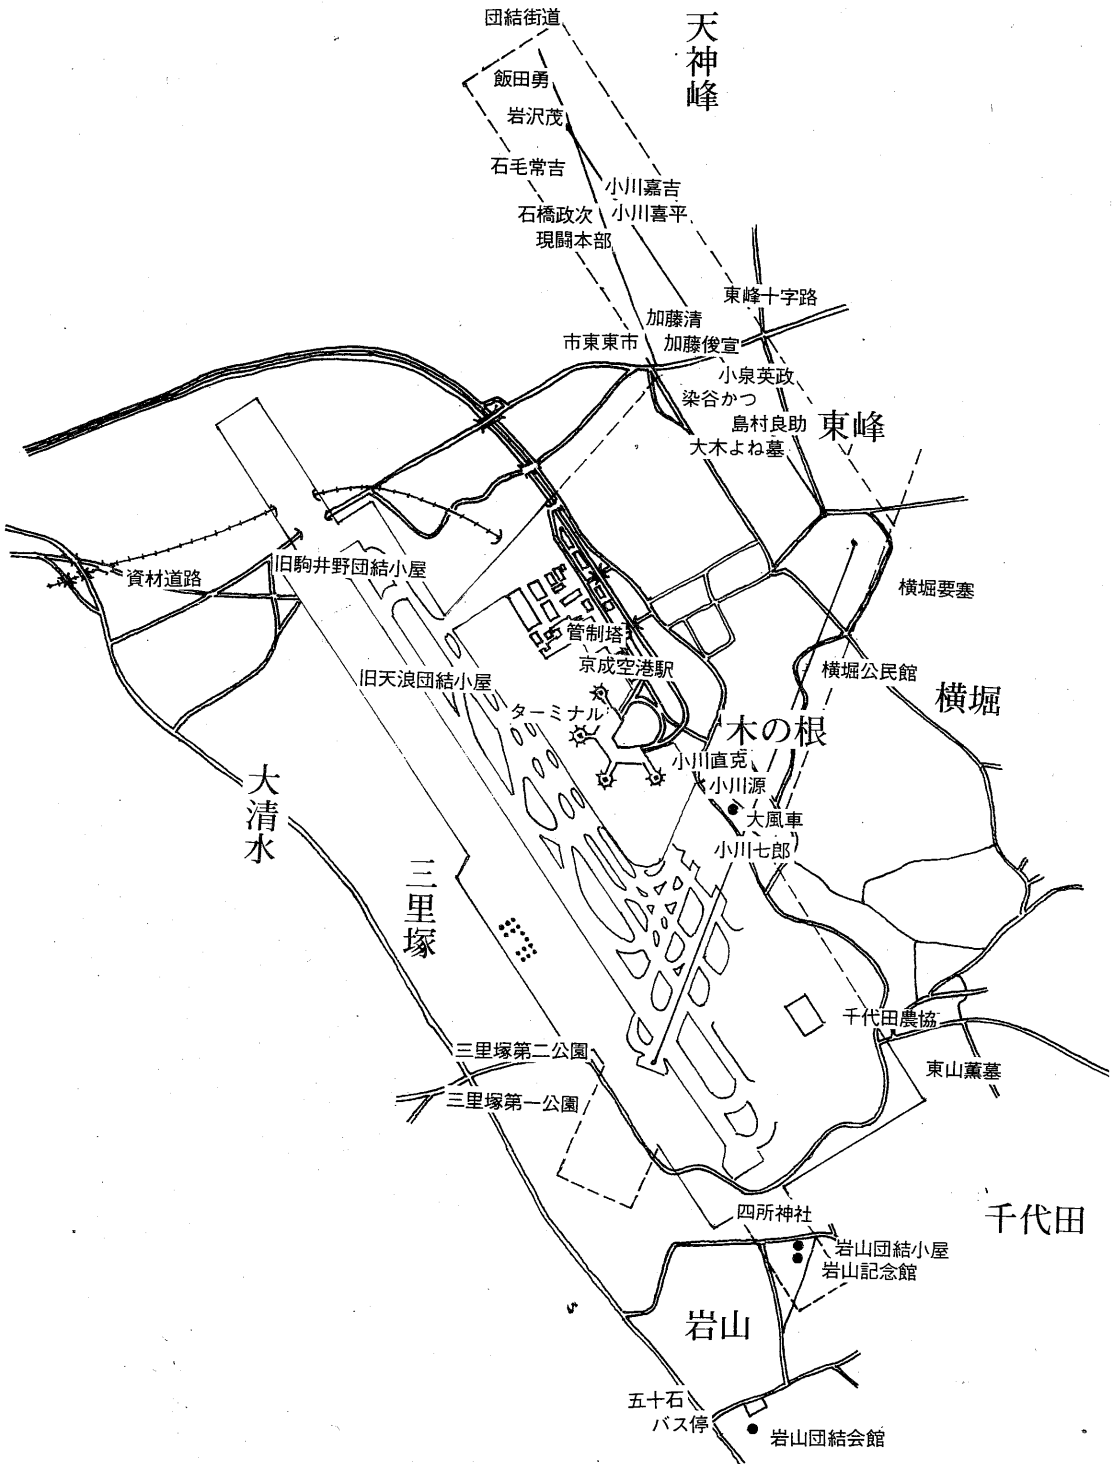 団結街道
天神峰
飯田勇
岩沢茂
石毛常吉
小川嘉吉
石橋政次
小川喜平
現闘本部
東峰十字路
加藤清
市東東市
加藤俊宣
小泉英政
染谷かつ
島村良助
東峰
大木よね墓
旧駒井野団結小屋
資材道路
横堀要塞
管制塔
京成空港駅
横堀公民館
旧天浪団結小屋
横堀
ターミナル
木の根
小川直克
小川源
大風車
小川七郎
大清水
三里塚
千代田農協
三里塚第二公園
東山薫墓
三里塚第一公園
四所神社
千代田
岩山団結小屋
岩山記念館
岩山
五十石
バス停
岩山団結会館